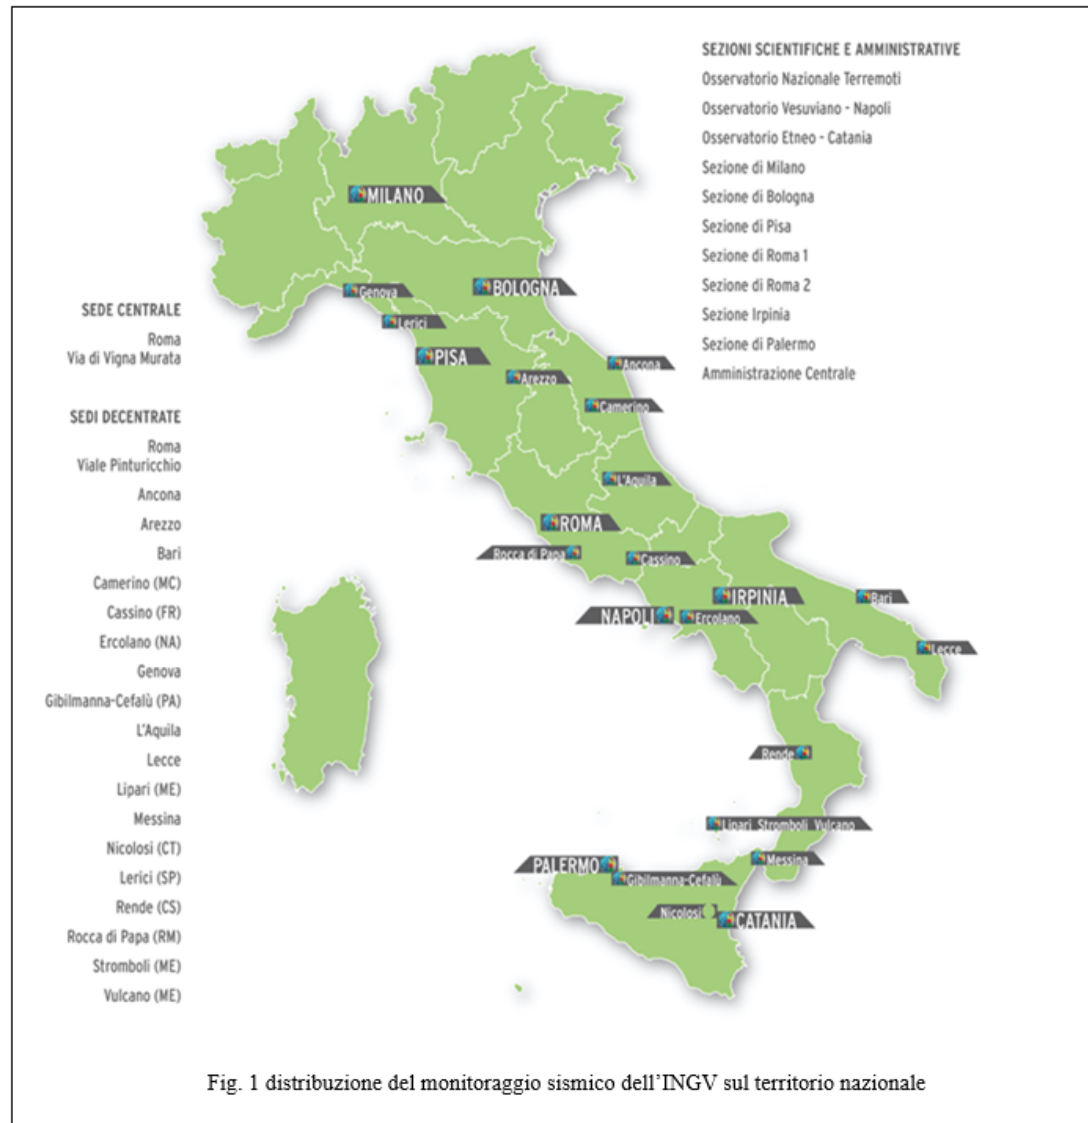 SEZIONI SCIENTIFICHE E AMMINISTRATIVE
Osservatorio Nazionale Terremoti
Osservatorio Vesuviano - Napoli
Osservatorio Etneo - Catania
Sezione di Milano
Sezione di Bologna
Sezione di Pisa
Sezione di Roma 1
Sezione di Roma 2
Sezione Irpinia
Sezione di Palermo
Amministrazione Centrale
SEDE CENTRALE
Roma
Via di Vigna Murata
SEDI DECENTRATE
Roma
Viale Pinturicchio
Ancona
Arezzo
Bari
Camerino (MC)
Cassino (FR)
Ercolano (NA)
Genova
Gibilmanna-Cefalù (PA)
L'Aquila
Lecce
Lipari (ME)
Messina
Nicolosi (CT)
Lerici (SP)
Rende (CS)
Rocca di Papa (RM)
Stromboli (ME)
Vulcano (ME)
MILANO
Genova
BOLOGNA
Lerici
PISA
Arezzo
Ancona
Camerino
L'Aquila
ROMA
Rocca di Papa
Cassino
IRPINIA
Bari
NAPOLI
Ercolano
Lecce
Rende
Lipari Stromboli Vulcano
Messina
PALERMO
Gibilmanna-Cefalù
Nicolosi
CATANIA
Fig. 1 distribuzione del monitoraggio sismico dell'INGV sul territorio nazionale